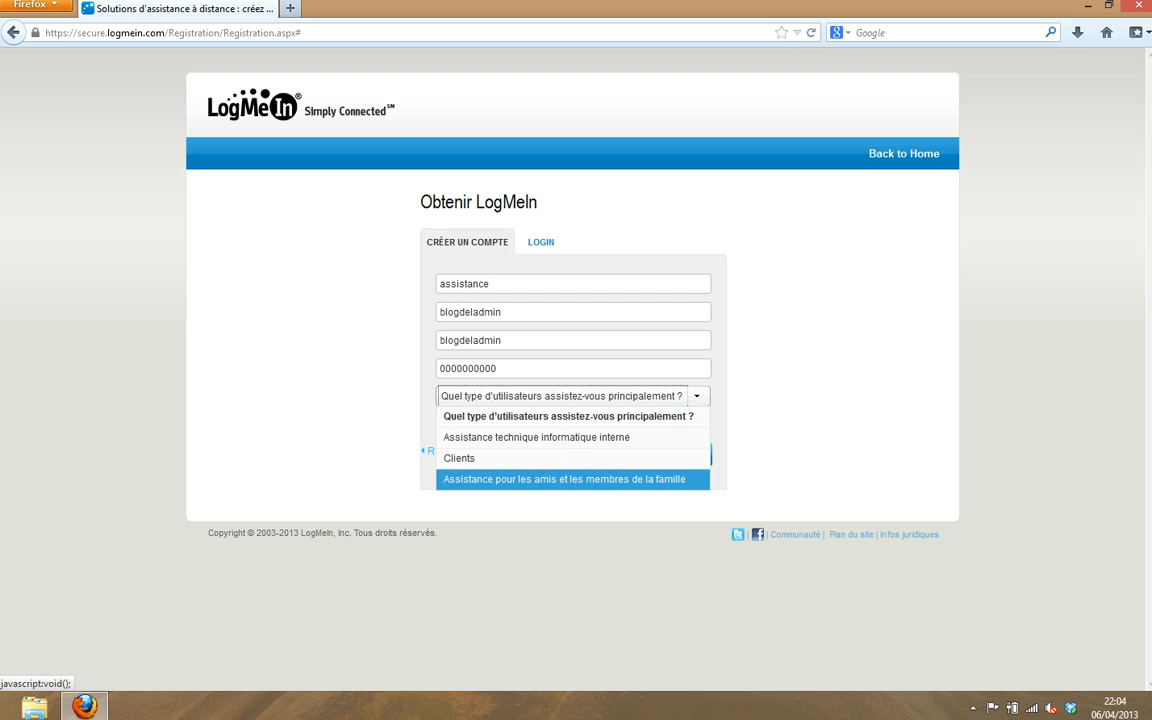 Firefox
Solutions d'assistance à distance : créez ...
https://secure.logmein.com/Registration/Registration.aspx#
Google
LogMeIn® Simply Connected℠
Back to Home
Obtenir LogMeIn
CRÉER UN COMPTE
LOGIN
assistance
blogdeladmin
blogdeladmin
0000000000
Quel type d'utilisateurs assistez-vous principalement ?
Quel type d'utilisateurs assistez-vous principalement ?
Assistance technique informatique interne
R
Clients
Assistance pour les amis et les membres de la famille
Copyright © 2003-2013 LogMeIn, Inc. Tous droits réservés.
| | Communauté | Plan du site | Infos juridiques
javascript:void();
22:04
06/04/2013